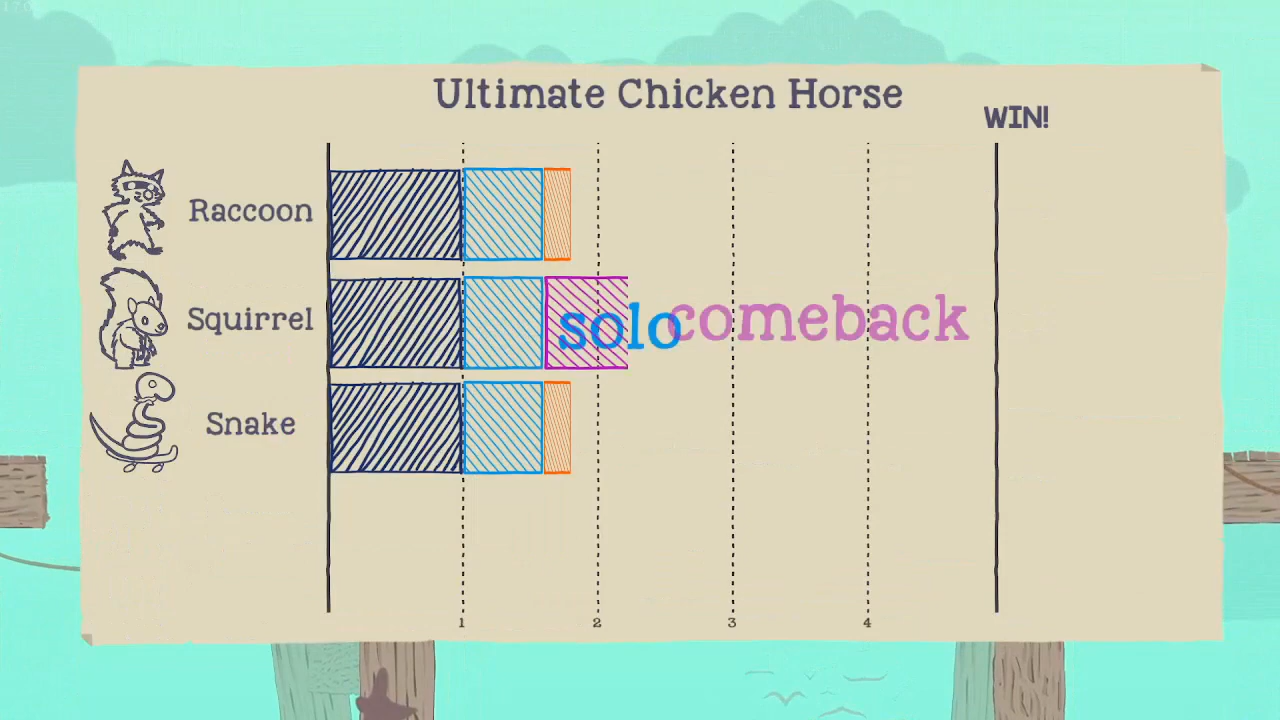 Ultimate Chicken Horse
WIN!
Raccoon
Squirrel
solo comeback
Snake
1 2 3 4